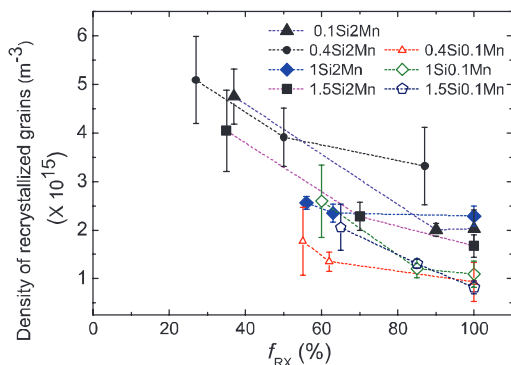 Density of recrystallized grains (m⁻³)
(X 10¹⁵)
6
5
4
3
2
1
0.1Si2Mn
0.4Si2Mn 0.4Si0.1Mn
1Si2Mn 1Si0.1Mn
1.5Si2Mn 1.5Si0.1Mn
0 20 40 60 80 100
fRX (%)